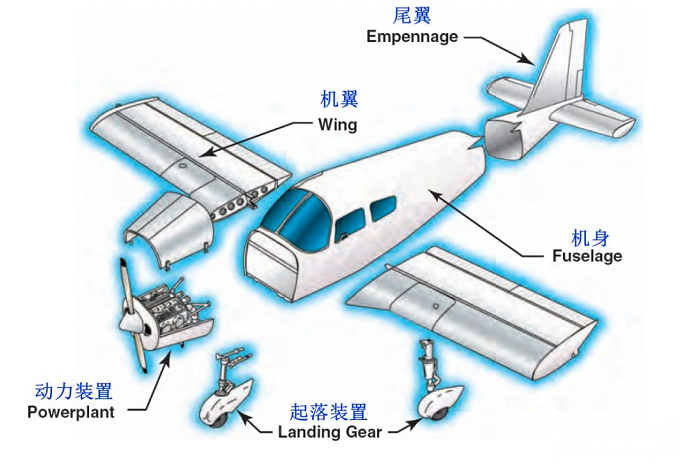 尾翼
Empennage
机翼
Wing
机身
Fuselage
动力装置
Powerplant
起落装置
Landing Gear